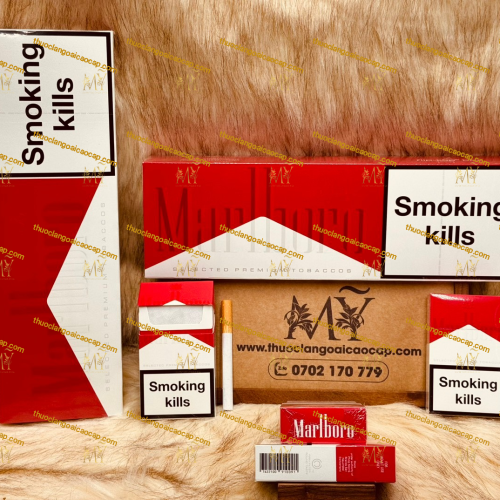 Smoking
kills
Marlboro
SELECTED PREMIUM TOBACCOS
Smoking
kills
MỸ
www.thuoclangoaicaocap.com
0702 170 779
Smoking
kills
Smoking
kills
Marlboro
thuoclangoaicaocap.com
MỸ